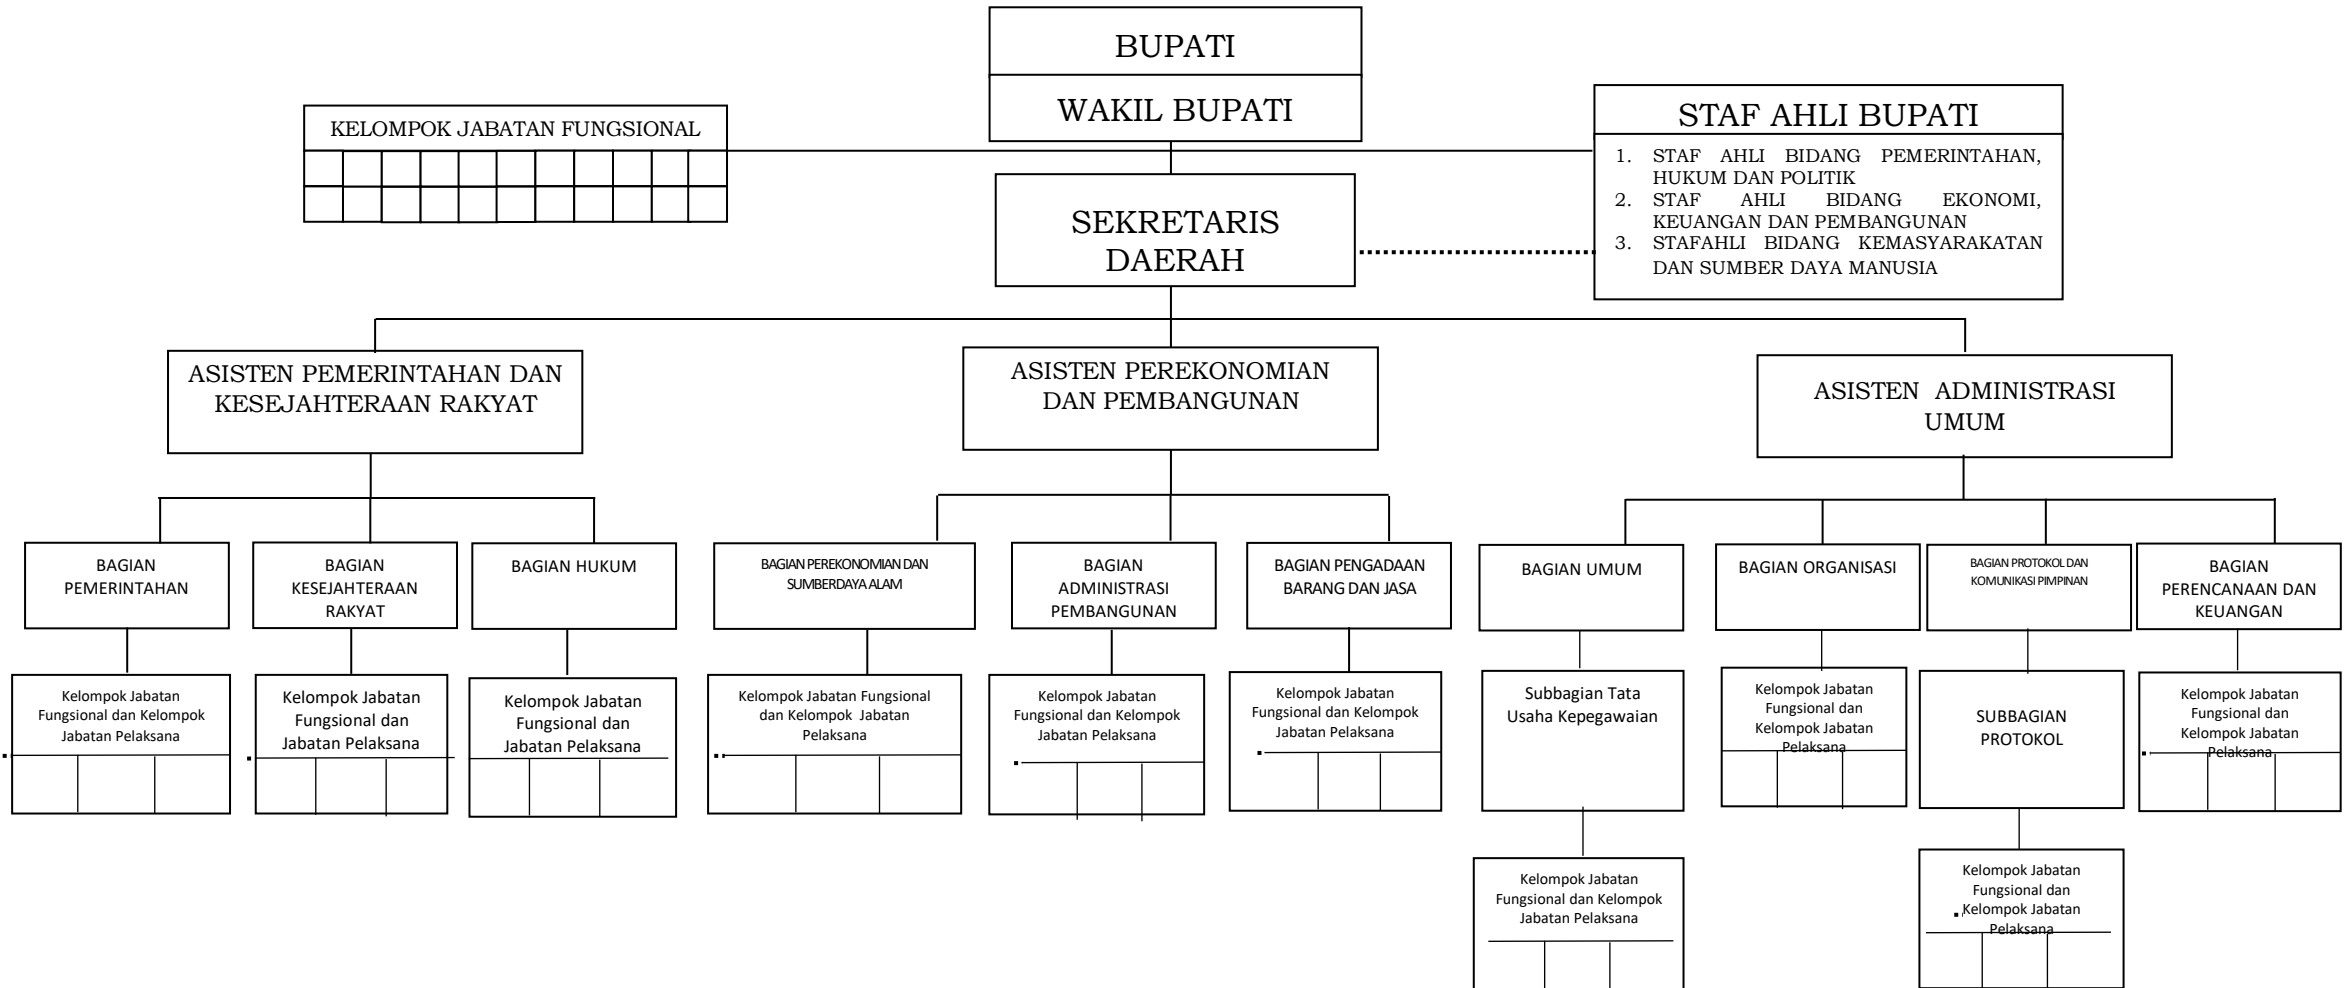 BUPATI
WAKIL BUPATI
KELOMPOK JABATAN FUNGSIONAL
STAF AHLI BUPATI
1. STAF AHLI BIDANG PEMERINTAHAN,
HUKUM DAN POLITIK
2. STAF AHLI BIDANG EKONOMI,
KEUANGAN DAN PEMBANGUNAN
3. STAFAHLI BIDANG KEMASYARAKATAN
DAN SUMBER DAYA MANUSIA
SEKRETARIS
DAERAH
ASISTEN PEMERINTAHAN DAN
KESEJAHTERAAN RAKYAT
ASISTEN PEREKONOMIAN
DAN PEMBANGUNAN
ASISTEN ADMINISTRASI
UMUM
BAGIAN
PEMERINTAHAN
BAGIAN
KESEJAHTERAAN
RAKYAT
BAGIAN HUKUM
BAGIAN PEREKONOMIAN DAN
SUMBERDAYA ALAM
BAGIAN
ADMINISTRASI
PEMBANGUNAN
BAGIAN PENGADAAN
BARANG DAN JASA
BAGIAN UMUM
BAGIAN ORGANISASI
BAGIAN PROTOKOL DAN
KOMUNIKASI PIMPINAN
BAGIAN
PERENCANAAN DAN
KEUANGAN
Kelompok Jabatan
Fungsional dan Kelompok
Jabatan Pelaksana
Kelompok Jabatan
Fungsional dan
Jabatan Pelaksana
Kelompok Jabatan
Fungsional dan
Jabatan Pelaksana
Kelompok Jabatan Fungsional
dan Kelompok Jabatan
Pelaksana
Kelompok Jabatan
Fungsional dan Kelompok
Jabatan Pelaksana
Kelompok Jabatan
Fungsional dan Kelompok
Jabatan Pelaksana
Subbagian Tata
Usaha Kepegawaian
Kelompok Jabatan
Fungsional dan
Kelompok Jabatan
Pelaksana
SUBBAGIAN
PROTOKOL
Kelompok Jabatan
Fungsional dan
Kelompok Jabatan
Pelaksana
Kelompok Jabatan
Fungsional dan Kelompok
Jabatan Pelaksana
Kelompok Jabatan
Fungsional dan
Kelompok Jabatan
Pelaksana